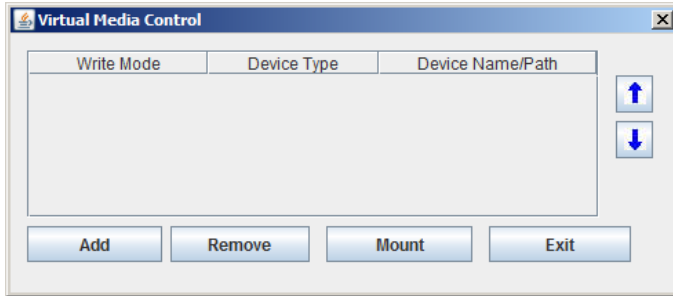 Virtual Media Control
Write Mode Device Type Device Name/Path
Add Remove Mount Exit